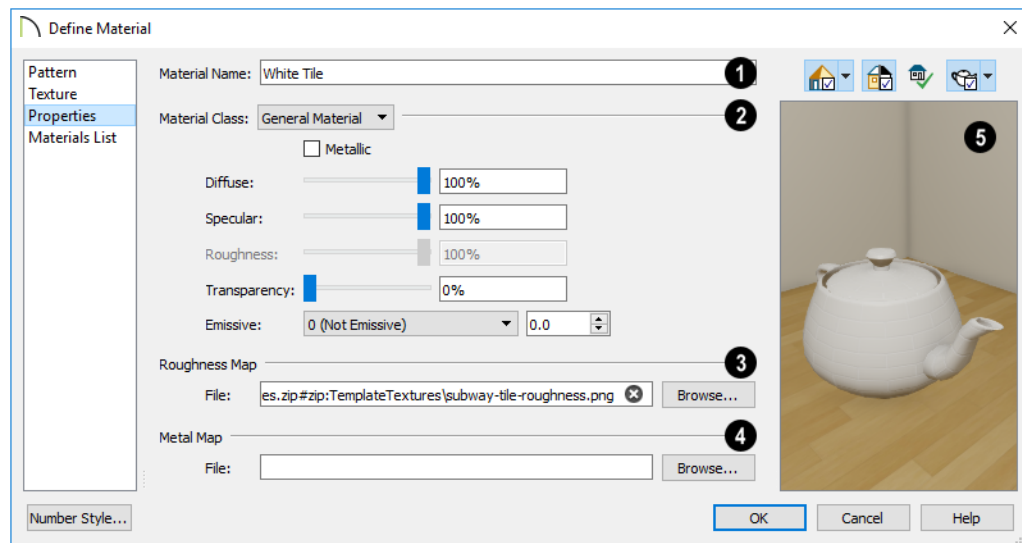 Define Material
Pattern
Texture
Properties
Materials List
Material Name: White Tile 1
Material Class: General Material 2
Metallic
Diffuse: 100%
Specular: 100%
Roughness: 100%
Transparency: 0%
Emissive: 0 (Not Emissive) 0.0
Roughness Map 3
File: es.zip#zip:TemplateTextures\subway-tile-roughness.png Browse...
Metal Map 4
File: Browse...
5
Number Style... OK Cancel Help